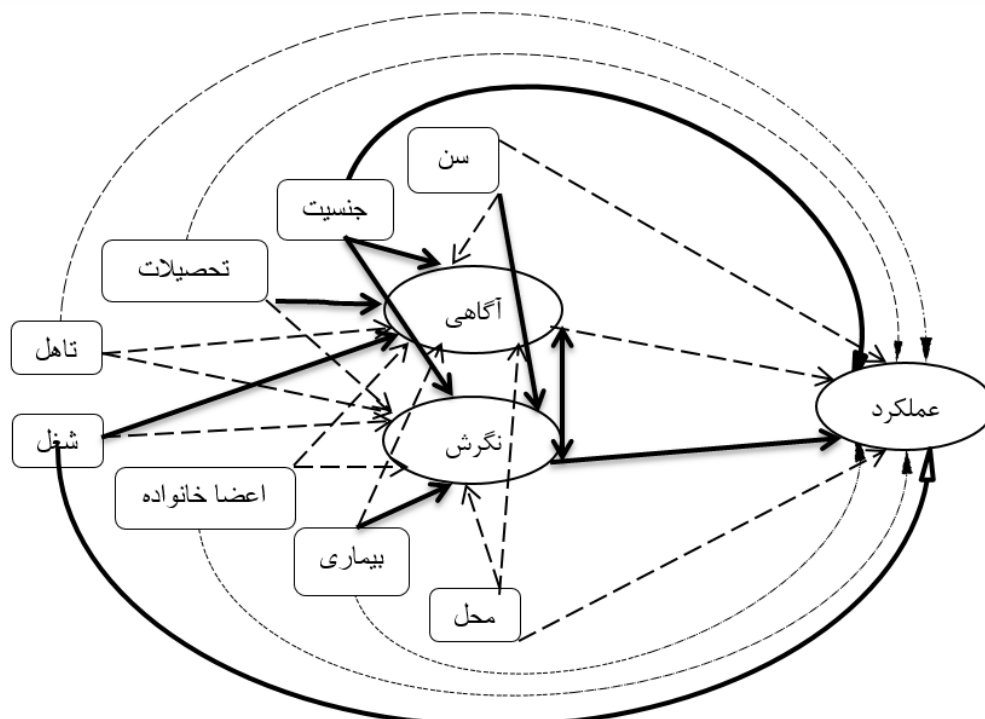 سن
جنسیت
تحصیلات
آگاهی
تاهل
عملکرد
شغل
نگرش
اعضا خانواده
بیماری
محل